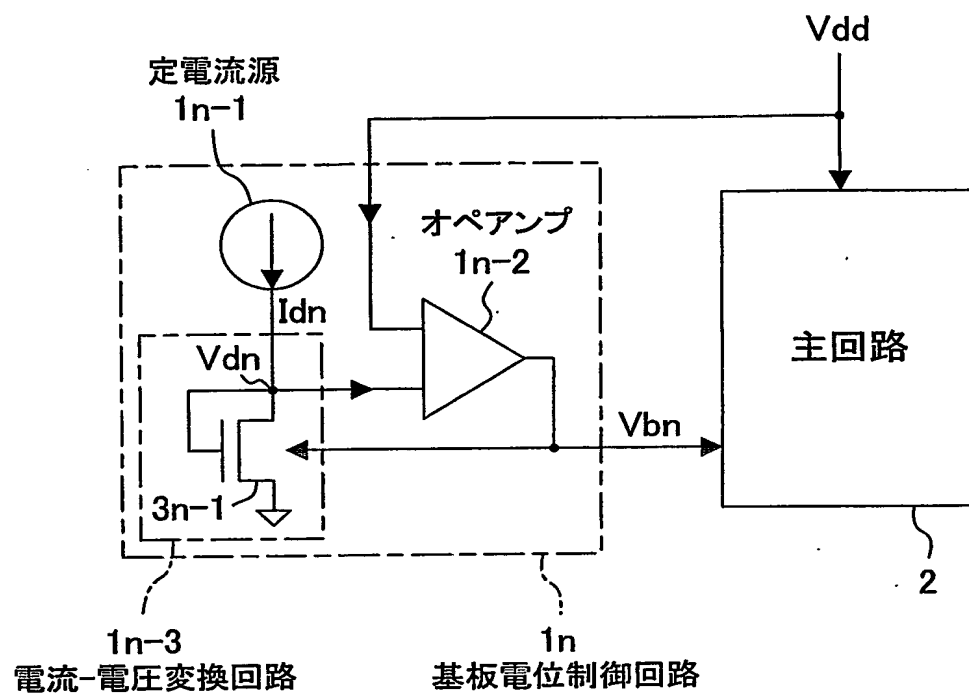 Vdd
定電流源
1n-1
オペアンプ
1n-2
Idn
Vdn
主回路
Vbn
3n-1
2
1n-3
電流-電圧変換回路
1n
基板電位制御回路